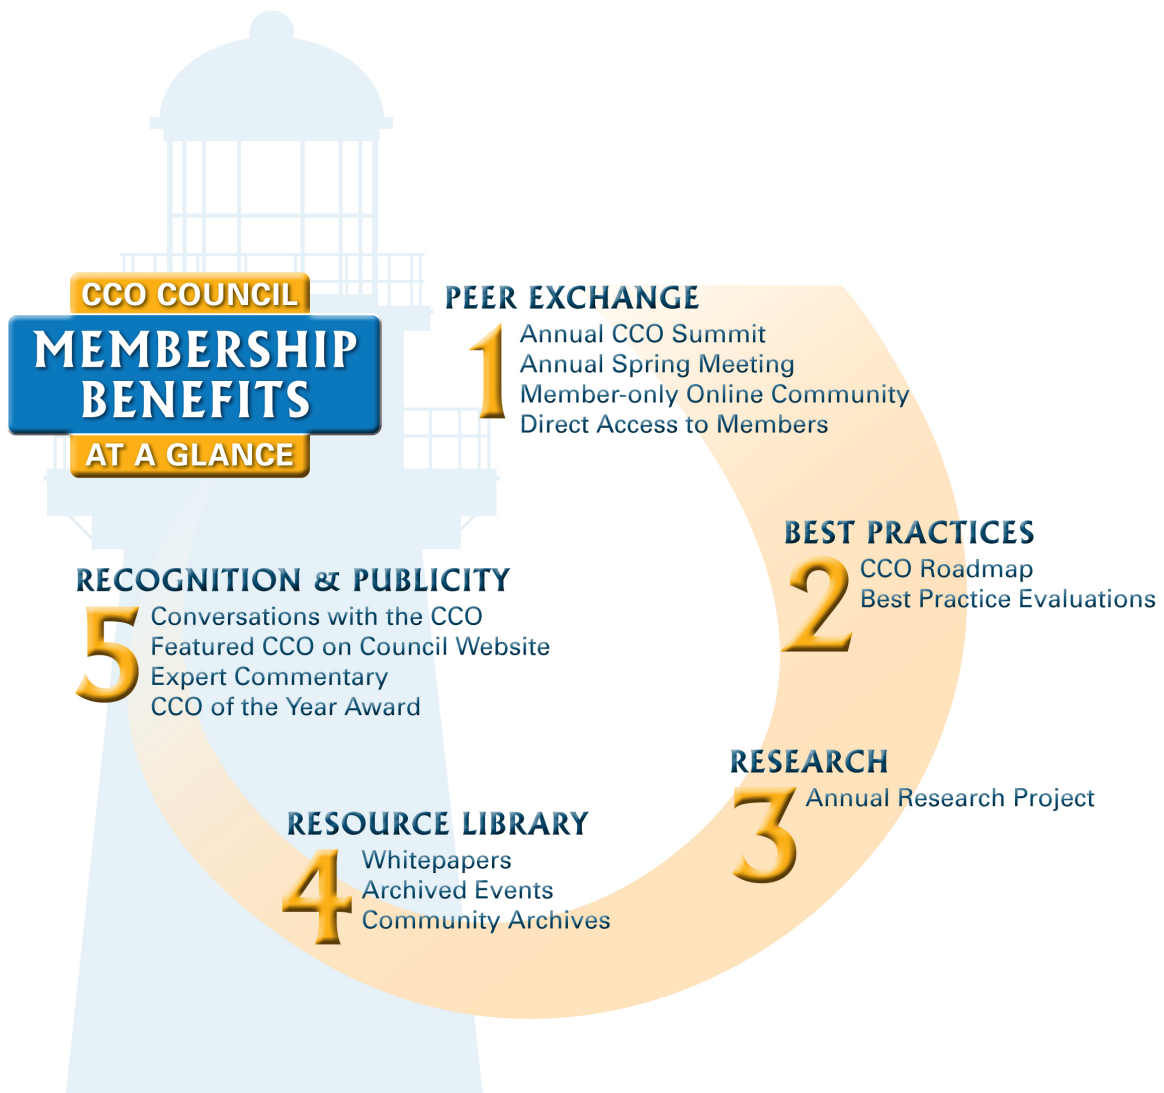 CCO COUNCIL
MEMBERSHIP
BENEFITS
AT A GLANCE
PEER EXCHANGE
1
Annual CCO Summit
Annual Spring Meeting
Member-only Online Community
Direct Access to Members
BEST PRACTICES
2
CCO Roadmap
Best Practice Evaluations
RESEARCH
3
Annual Research Project
RESOURCE LIBRARY
4
Whitepapers
Archived Events
Community Archives
RECOGNITION & PUBLICITY
5
Conversations with the CCO
Featured CCO on Council Website
Expert Commentary
CCO of the Year Award